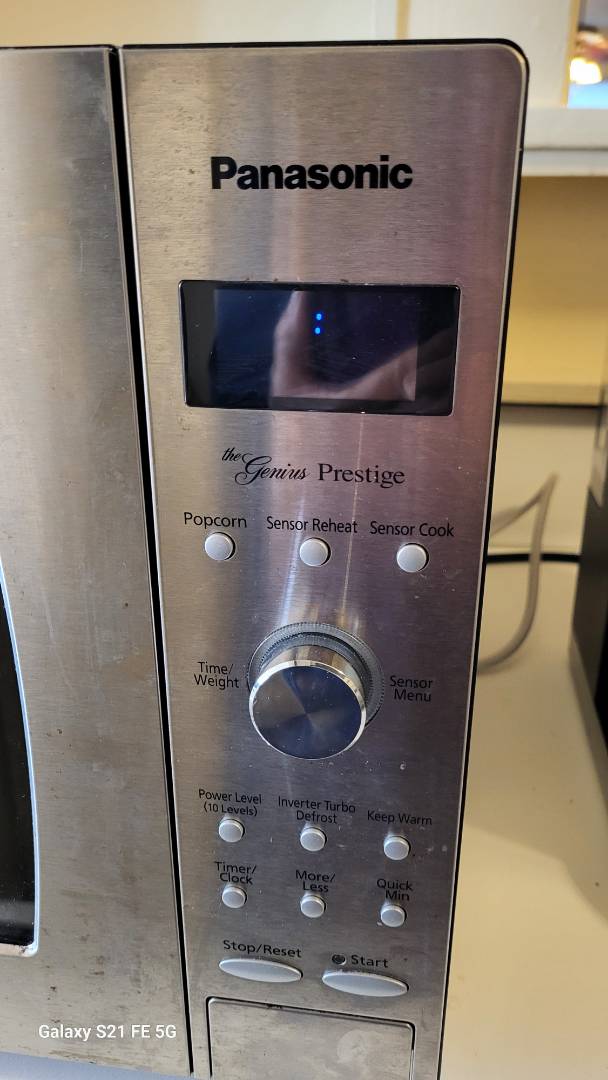 Panasonic
:
the Genius Prestige
Popcorn Sensor Reheat Sensor Cook
Time/
Weight
Sensor
Menu
Power Level
(10 Levels)
Inverter Turbo
Defrost
Keep Warm
Timer/
Clock
More/
Less
Quick
Min
Stop/Reset
Start
Galaxy S21 FE 5G